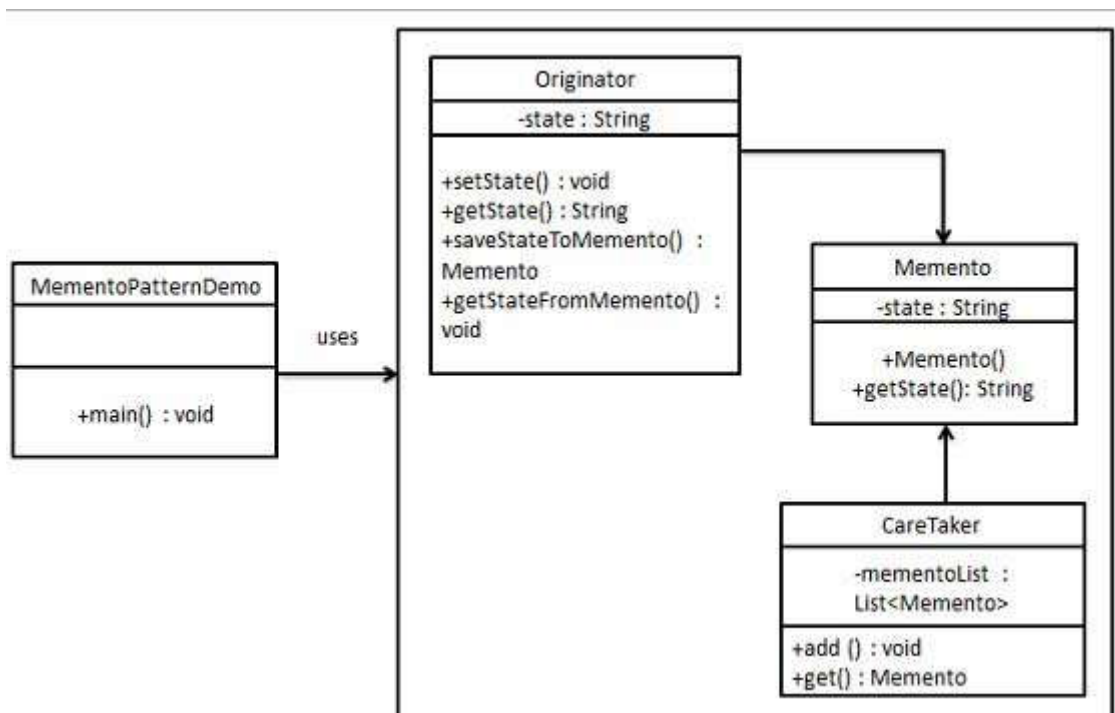 MementoPatternDemo
+main() : void
uses
Originator
-state : String
+setState() : void
+getState() : String
+saveStateToMemento() :
Memento
+getStateFromMemento() :
void
Memento
-state : String
+Memento()
+getState(): String
CareTaker
-mementoList :
List<Memento>
+add () : void
+get() : Memento